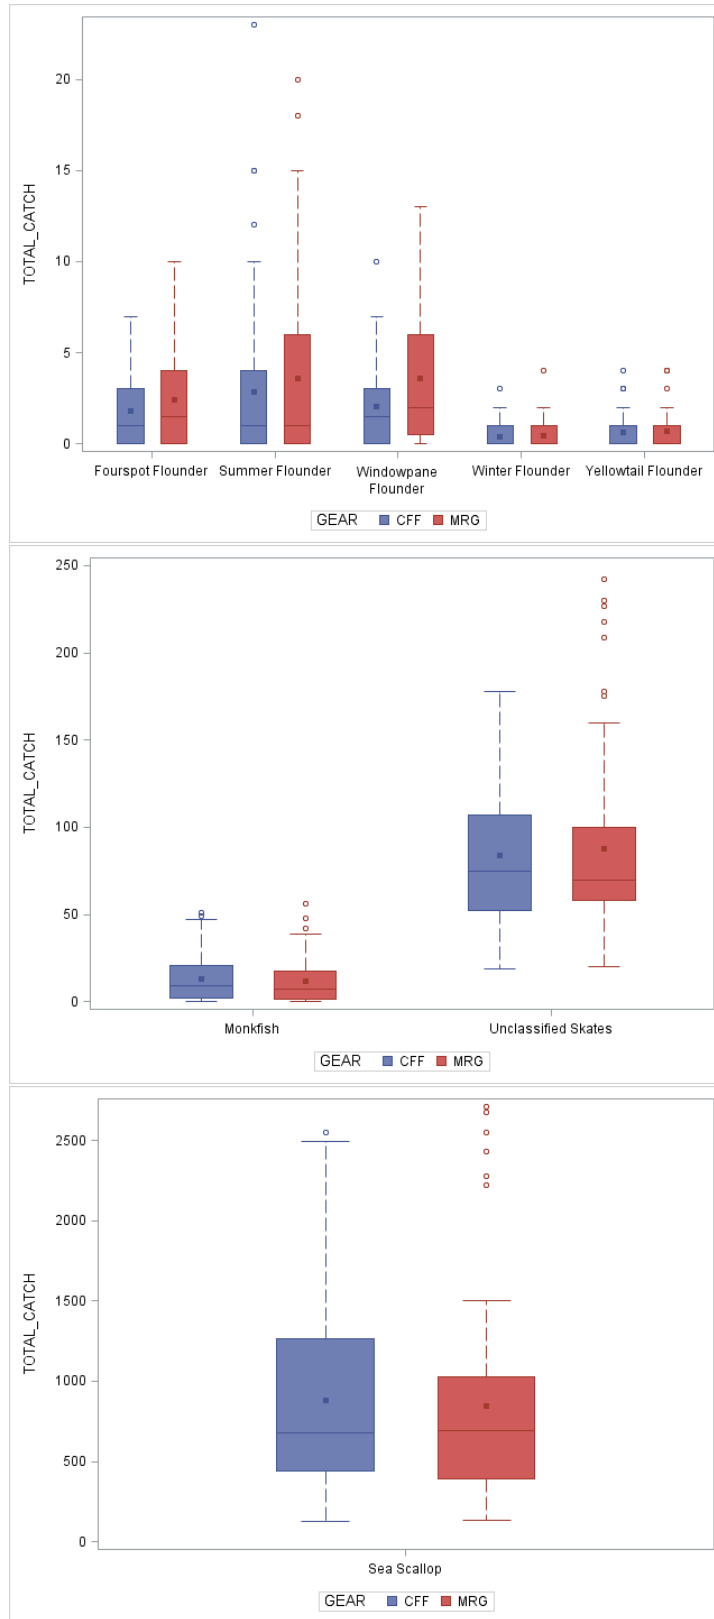 20
15
10
5
0
TOTAL_CATCH
Fourspot Flounder Summer Flounder Windowpane Flounder Winter Flounder Yellowtail Flounder
GEAR CFF MRG
250
200
150
100
50
0
TOTAL_CATCH
Monkfish Unclassified Skates
GEAR CFF MRG
2500
2000
1500
1000
500
0
TOTAL_CATCH
Sea Scallop
GEAR CFF MRG